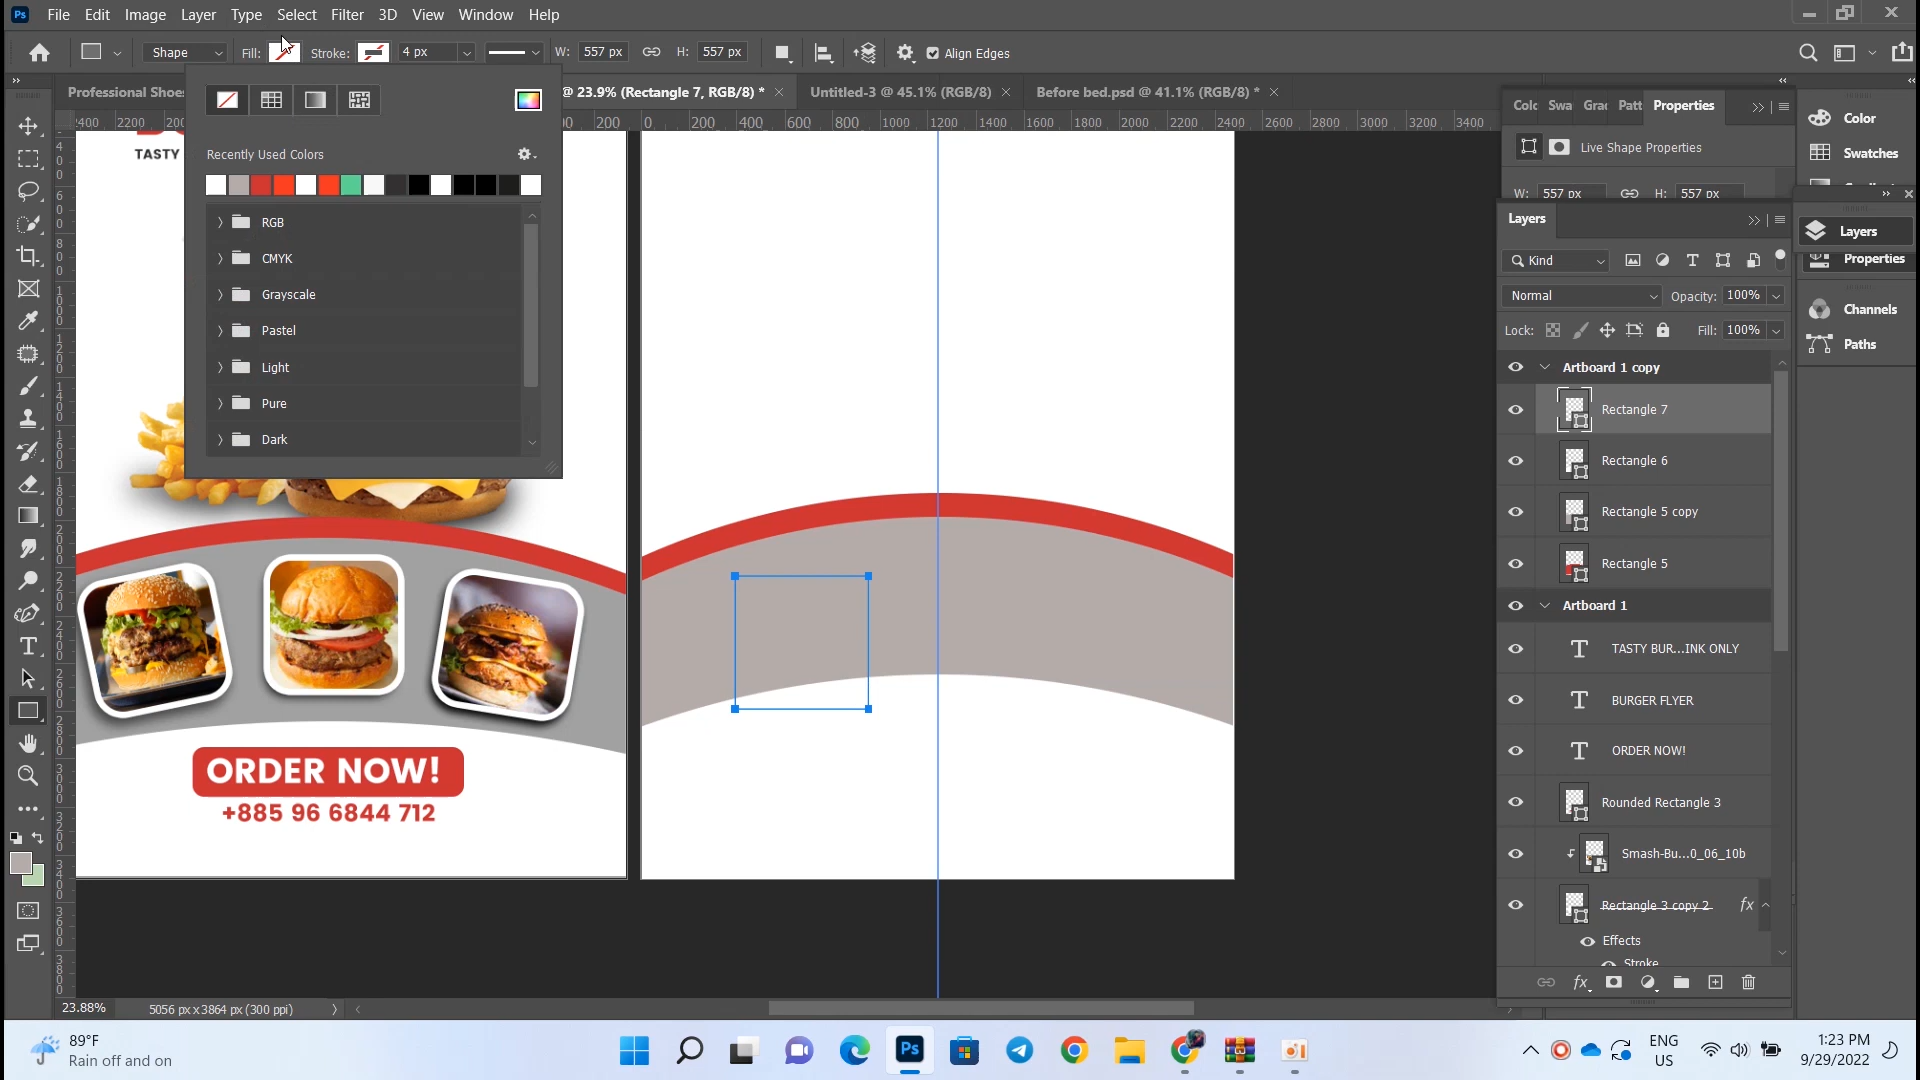 Ps File Edit Image Layer Type Select Filter 3D View Window Help
Shape Fill: Stroke: 4 px W: 557 px H: 557 px Align Edges
Professional Shoes @ 23.9% (Rectangle 7, RGB/8) * Untitled-3 @ 45.1% (RGB/8) Before bed.psd @ 41.1% (RGB/8) *
200 0 200 400 600 800 1000 1200 1400 1600 1800 2000 2200 2400 2600 2800 3000 3200 3400
TASTY
Recently Used Colors
RGB
CMYK
Grayscale
Pastel
Light
Pure
Dark
ORDER NOW!
+885 96 6844 712
Swa Patt Properties
Live Shape Properties
W: 557 px H: 557 px
Color
Swatches
Layers
Properties
Channels
Paths
Layers
Kind
Normal Opacity: 100%
Lock: Fill: 100%
Artboard 1 copy
Rectangle 7
Rectangle 6
Rectangle 5 copy
Rectangle 5
Artboard 1
TASTY BUR...INK ONLY
BURGER FLYER
ORDER NOW!
Rounded Rectangle 3
Smash-Bu...0_06_10b
Rectangle 3 copy 2 fx
Effects
Stroke
23.88% 5056 px x 3864 px (300 ppi)
89°F
Rain off and on
Ps
ENG
US
1:23 PM
9/29/2022